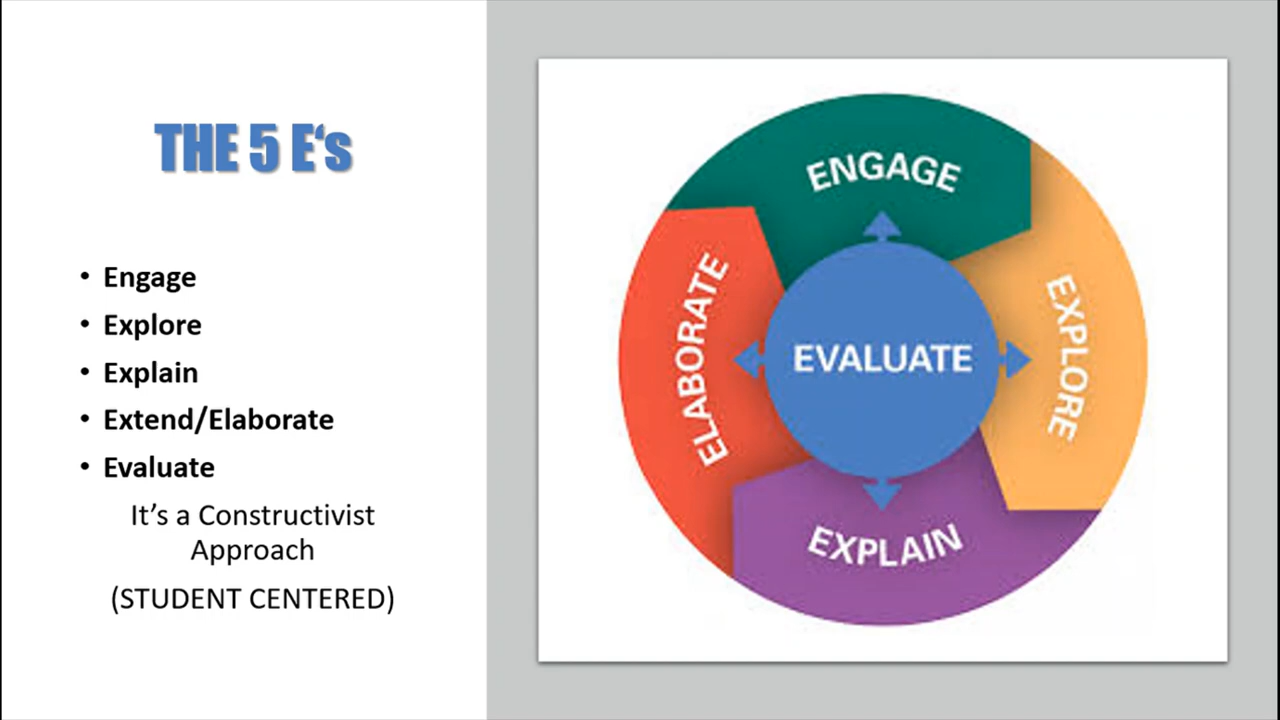 THE 5 E‘s
• Engage
• Explore
• Explain
• Extend/Elaborate
• Evaluate
It’s a Constructivist
Approach
(STUDENT CENTERED)
ENGAGE
EXPLORE
EXPLAIN
ELABORATE
EVALUATE